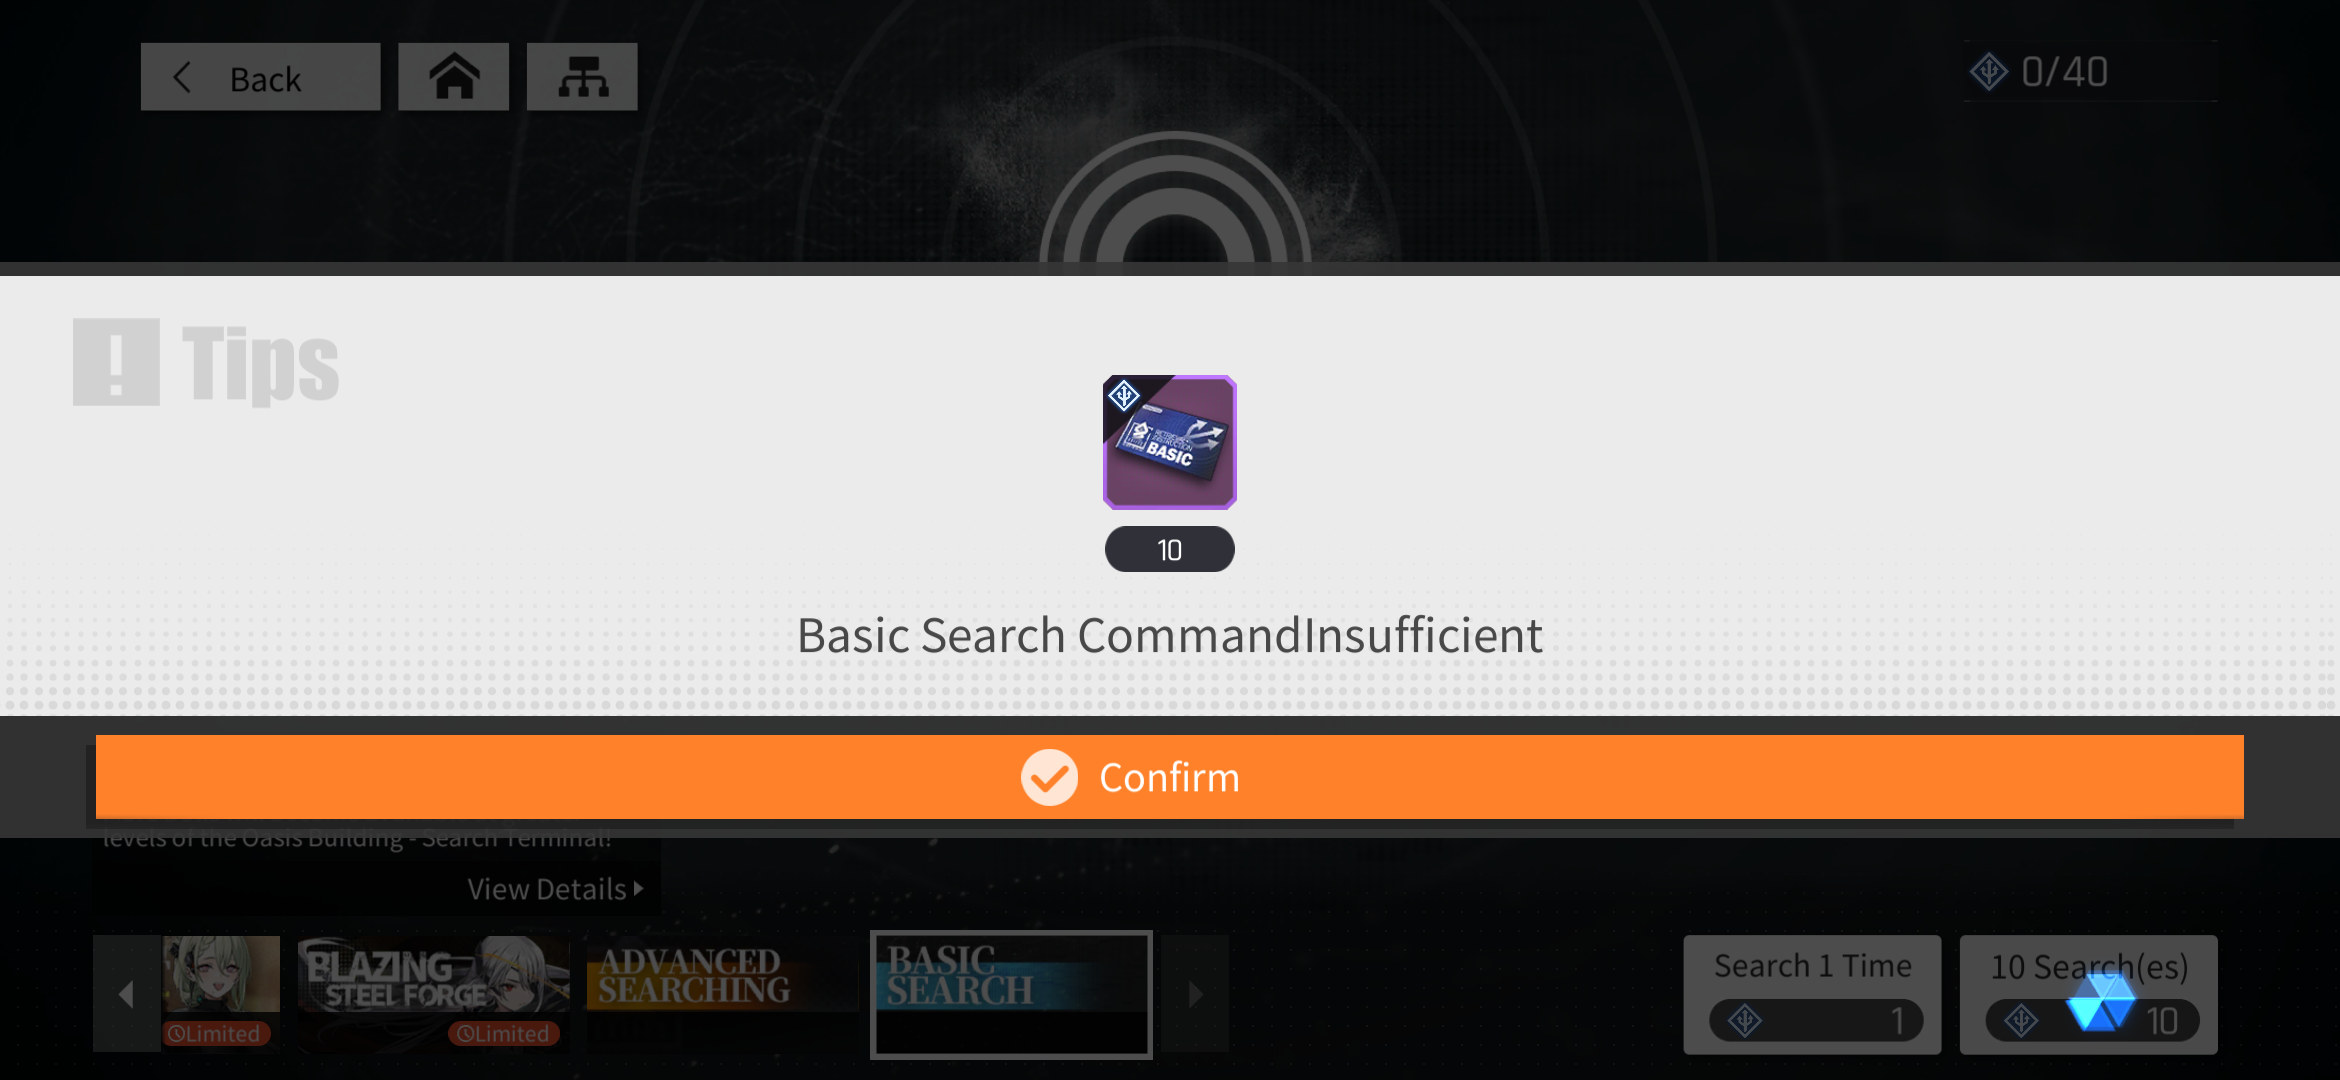 Back
0/40
Tips
BASIC
10
Basic Search CommandInsufficient
Confirm
levels of the Oasis Building - Search Terminal!
View Details
Limited
BLAZING
STEEL FORGE
Limited
ADVANCED
SEARCHING
BASIC
SEARCH
Search 1 Time
1
10 Search(es)
10